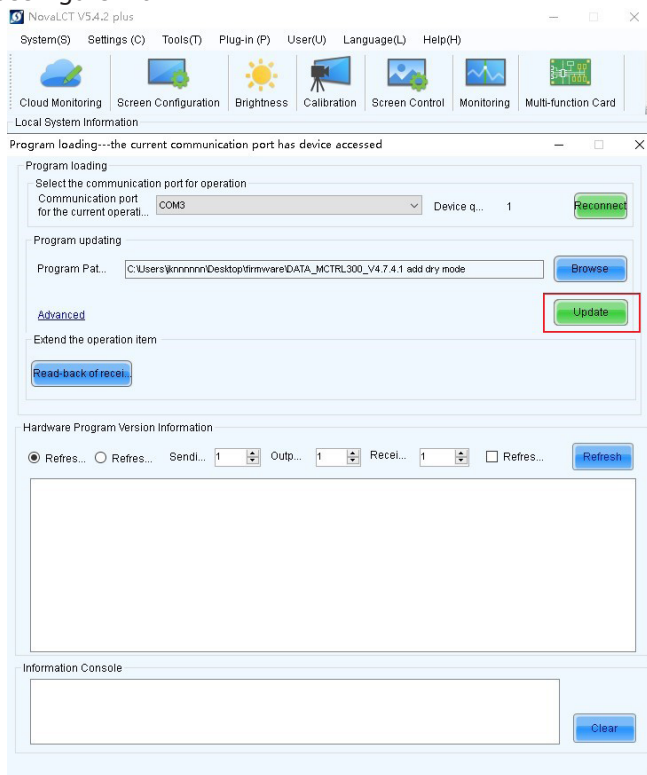 NovaLCT V5.4.2 plus
System(S) Settings (C) Tools(T) Plug-in (P) User(U) Language(L) Help(H)
Cloud Monitoring Screen Configuration Brightness Calibration Screen Control Monitoring Multi-function Card
Local System Information
Program loading---the current communication port has device accessed
Program loading
Select the communication port for operation
Communication port
for the current operati... COM3 Device q... 1 Reconnect
Program updating
Program Pat... C:\Users\jknnnnnn\Desktop\firmware\DATA_MCTRL300_V4.7.4.1 add dry mode Browse
Advanced Update
Extend the operation item
Read-back of recei...
Hardware Program Version Information
Refres... Refres... Sendi... 1 Outp... 1 Recei... 1 Refres... Refresh
Information Console
Clear